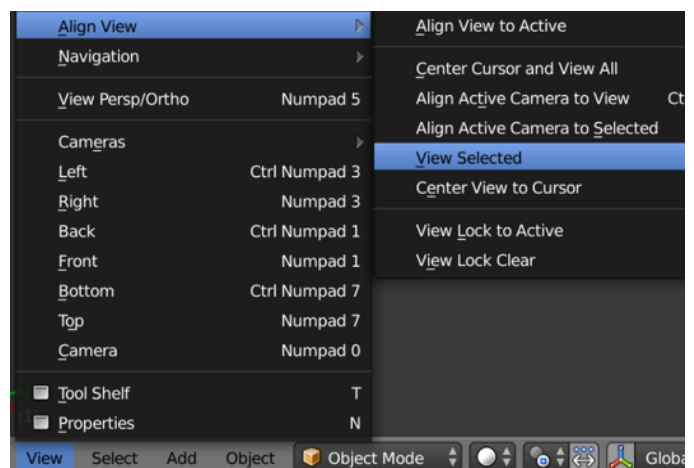 Align View
Navigation
View Persp/Ortho Numpad 5
Cameras
Left Ctrl Numpad 3
Right Numpad 3
Back Ctrl Numpad 1
Front Numpad 1
Bottom Ctrl Numpad 7
Top Numpad 7
Camera Numpad 0
Tool Shelf T
Properties N
Align View to Active
Center Cursor and View All
Align Active Camera to View Ct
Align Active Camera to Selected
View Selected
Center View to Cursor
View Lock to Active
View Lock Clear
View Select Add Object Object Mode Globa